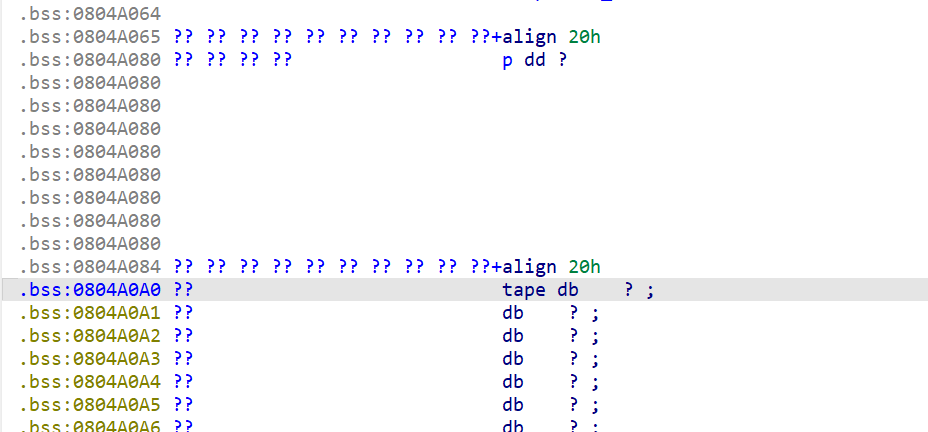 .bss:0804A064
.bss:0804A065 ?? ?? ?? ?? ?? ?? ?? ?? ?? ??+align 20h
.bss:0804A080 ?? ?? ?? ?? p dd ?
.bss:0804A080
.bss:0804A080
.bss:0804A080
.bss:0804A080
.bss:0804A080
.bss:0804A080
.bss:0804A080
.bss:0804A080
.bss:0804A084 ?? ?? ?? ?? ?? ?? ?? ?? ?? ??+align 20h
.bss:0804A0A0 ?? tape db ? ;
.bss:0804A0A1 ?? db ? ;
.bss:0804A0A2 ?? db ? ;
.bss:0804A0A3 ?? db ? ;
.bss:0804A0A4 ?? db ? ;
.bss:0804A0A5 ?? db ? ;
.bss:0804A0A6 ?? db ? ;